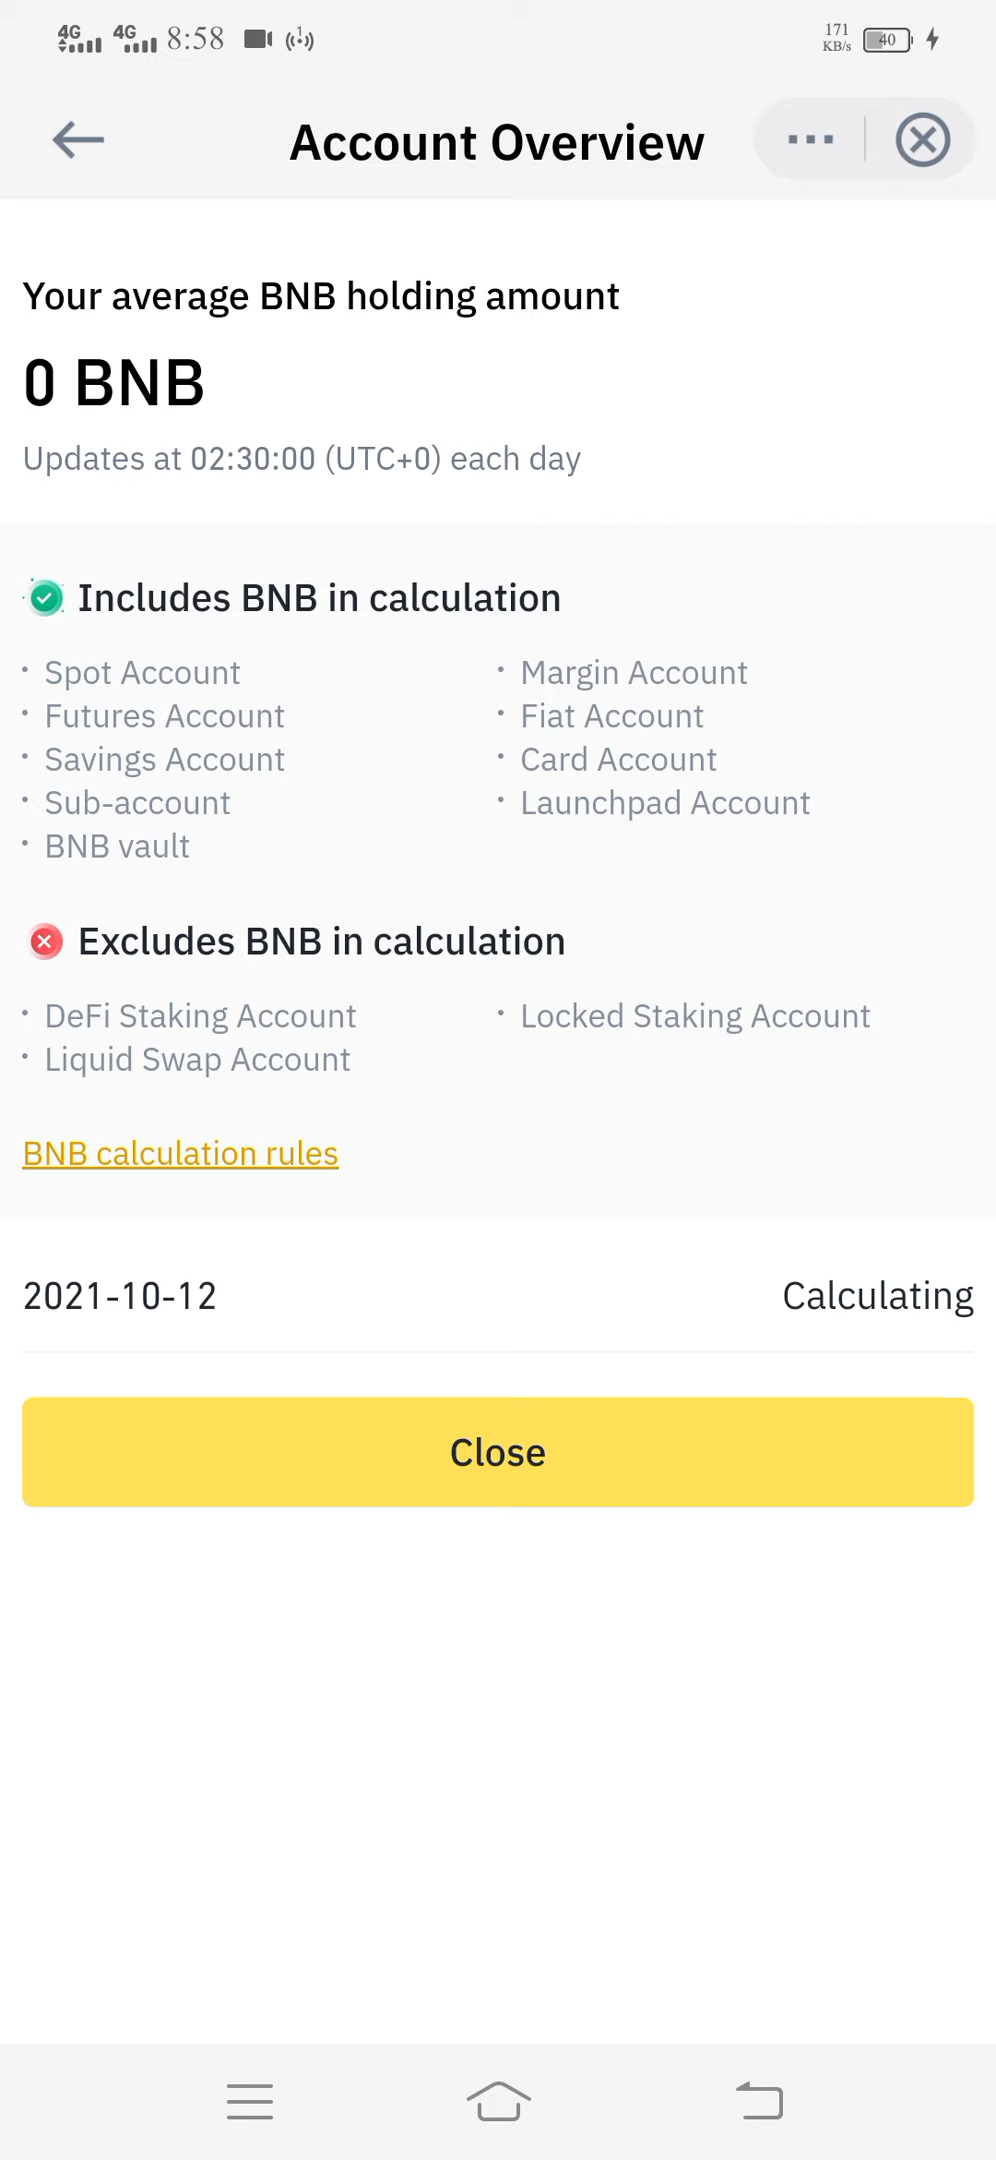 4G 4G 8:58 171 KB/s 40
Account Overview
Your average BNB holding amount
0 BNB
Updates at 02:30:00 (UTC+0) each day
Includes BNB in calculation
• Spot Account • Margin Account
• Futures Account • Fiat Account
• Savings Account • Card Account
• Sub-account • Launchpad Account
• BNB vault
Excludes BNB in calculation
• DeFi Staking Account • Locked Staking Account
• Liquid Swap Account
BNB calculation rules
2021-10-12 Calculating
Close